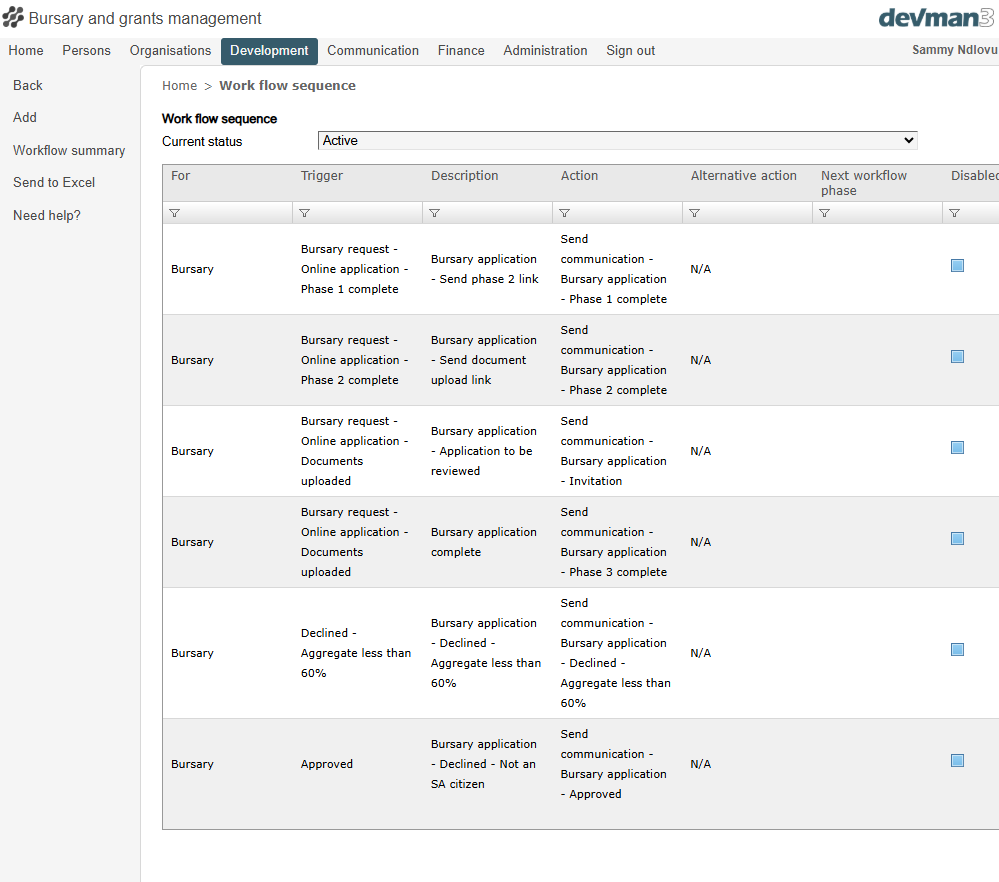 Bursary and grants management
devman3
Home Persons Organisations Development Communication Finance Administration Sign out Sammy Ndlovu
Back
Add
Workflow summary
Send to Excel
Need help?
Home > Work flow sequence
Work flow sequence
Current status Active
For Trigger Description Action Alternative action Next workflow Disabled
phase
Bursary
Bursary request -
Online application -
Phase 1 complete
Bursary application
- Send phase 2 link
Send
communication -
Bursary application
- Phase 1 complete
N/A
Bursary
Bursary request -
Online application -
Phase 2 complete
Bursary application
- Send document
upload link
Send
communication -
Bursary application
- Phase 2 complete
N/A
Bursary
Bursary request -
Online application -
Documents
uploaded
Bursary application
- Application to be
reviewed
Send
communication -
Bursary application
- Invitation
N/A
Bursary
Bursary request -
Online application -
Documents
uploaded
Bursary application
complete
Send
communication -
Bursary application
- Phase 3 complete
N/A
Bursary
Declined -
Aggregate less than
60%
Bursary application
- Declined -
Aggregate less than
60%
Send
communication -
Bursary application
- Declined -
Aggregate less than
60%
N/A
Bursary
Approved
Bursary application
- Declined - Not an
SA citizen
Send
communication -
Bursary application
- Approved
N/A